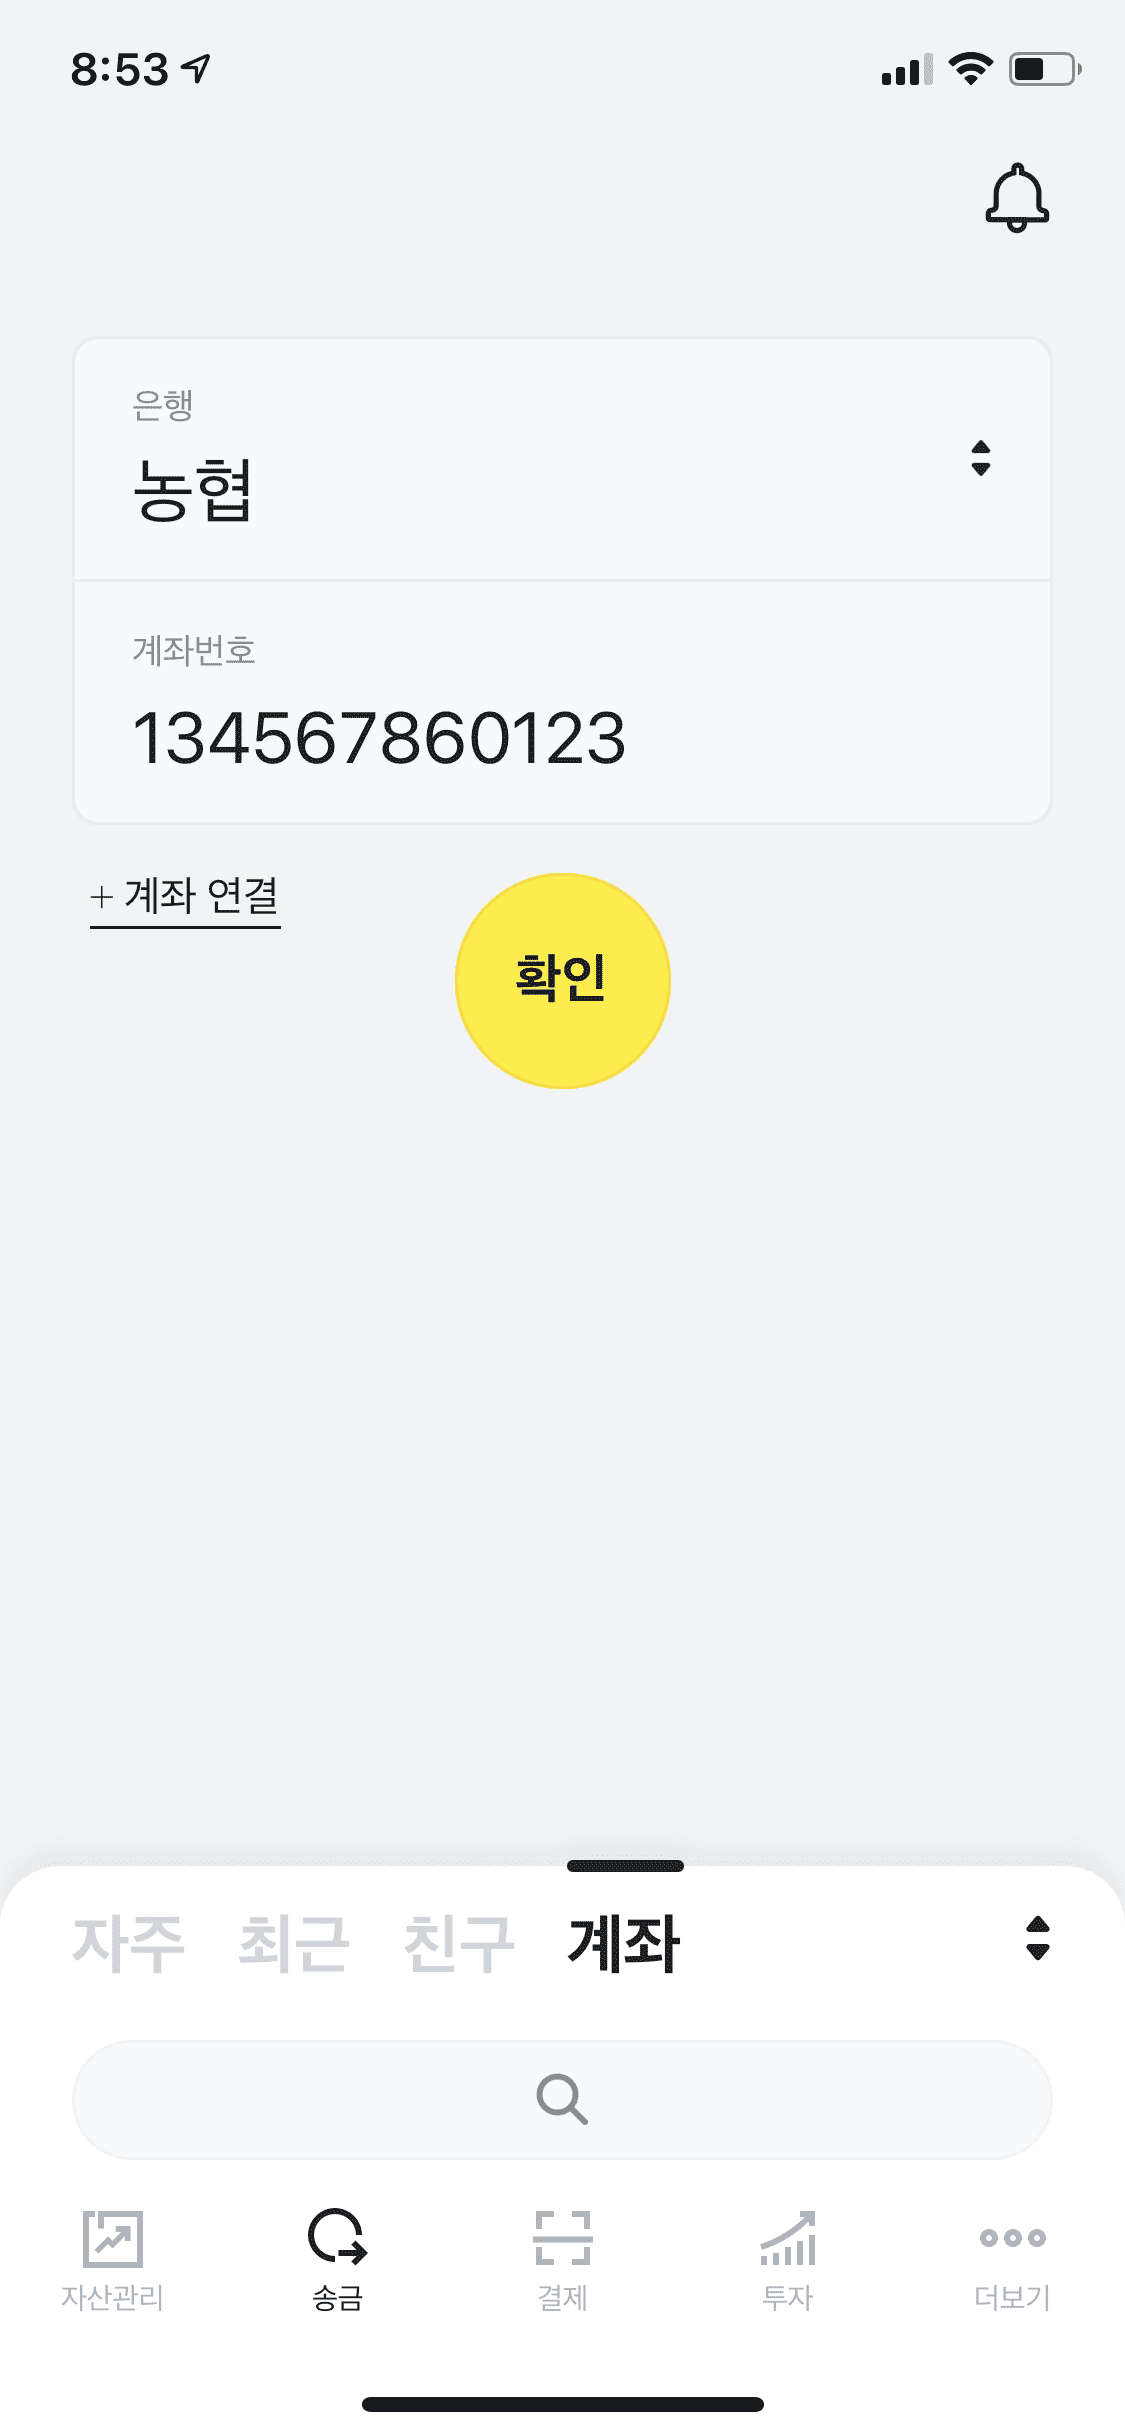 8:53
은행
농협
계좌번호
134567860123
+ 계좌 연결
확인
자주 최근 친구 계좌
자산관리 송금 결제 투자 더보기